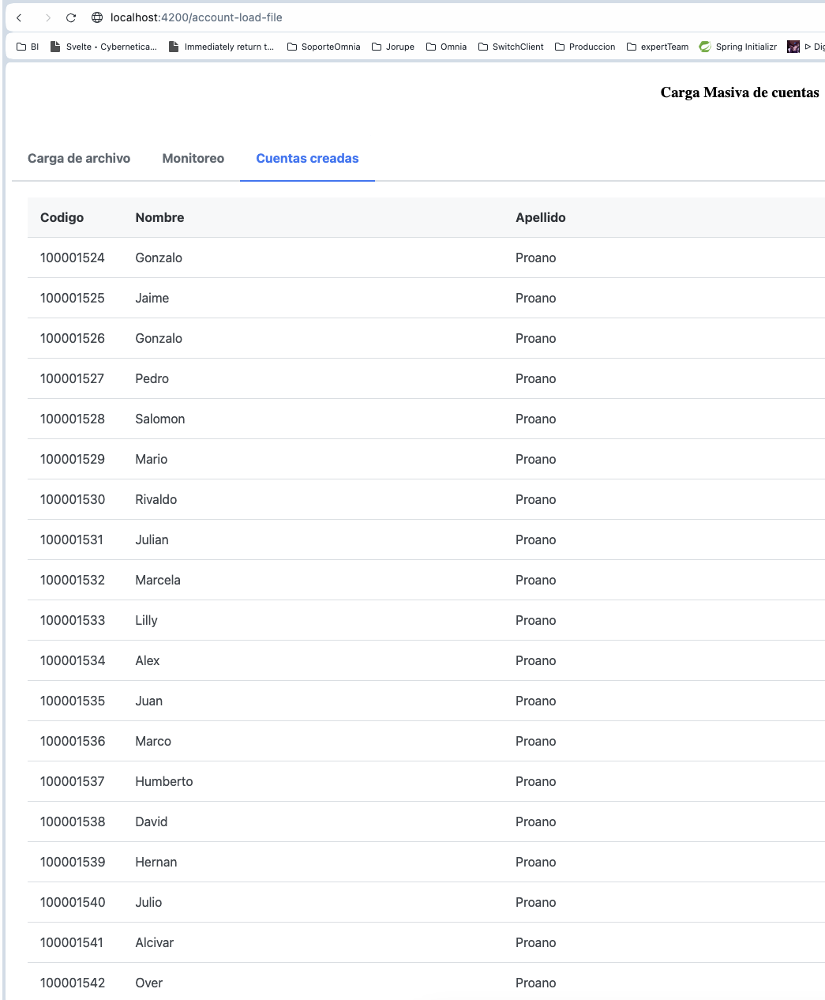 localhost:4200/account-load-file
BI Svelte • Cybernetica... Immediately return t... SoporteOmnia Jorupe Omnia SwitchClient Produccion expertTeam Spring Initializr
Carga Masiva de cuentas
Carga de archivo Monitoreo Cuentas creadas
Codigo Nombre Apellido
100001524 Gonzalo Proano
100001525 Jaime Proano
100001526 Gonzalo Proano
100001527 Pedro Proano
100001528 Salomon Proano
100001529 Mario Proano
100001530 Rivaldo Proano
100001531 Julian Proano
100001532 Marcela Proano
100001533 Lilly Proano
100001534 Alex Proano
100001535 Juan Proano
100001536 Marco Proano
100001537 Humberto Proano
100001538 David Proano
100001539 Hernan Proano
100001540 Julio Proano
100001541 Alcivar Proano
100001542 Over Proano